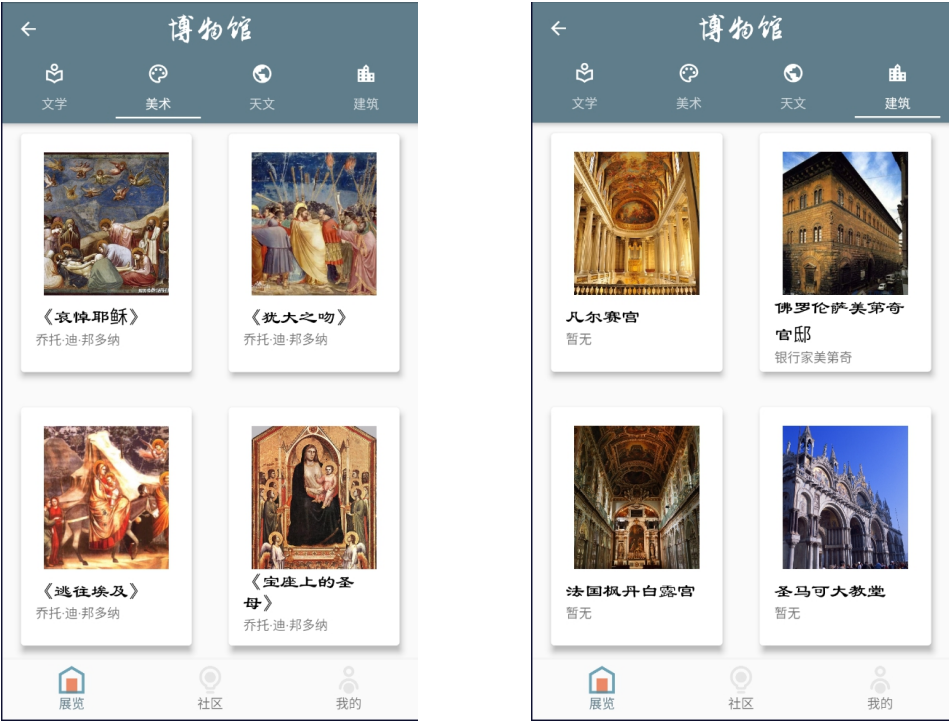 博物馆
文学
美术
天文
建筑
《哀悼耶稣》
乔托·迪·邦多纳
《犹大之吻》
乔托·迪·邦多纳
《逃往埃及》
乔托·迪·邦多纳
《宝座上的圣
母》
乔托·迪·邦多纳
展览
社区
我的
博物馆
文学
美术
天文
建筑
凡尔赛宫
暂无
佛罗伦萨美第奇
官邸
银行家美第奇
法国枫丹白露宫
暂无
圣马可大教堂
暂无
展览
社区
我的